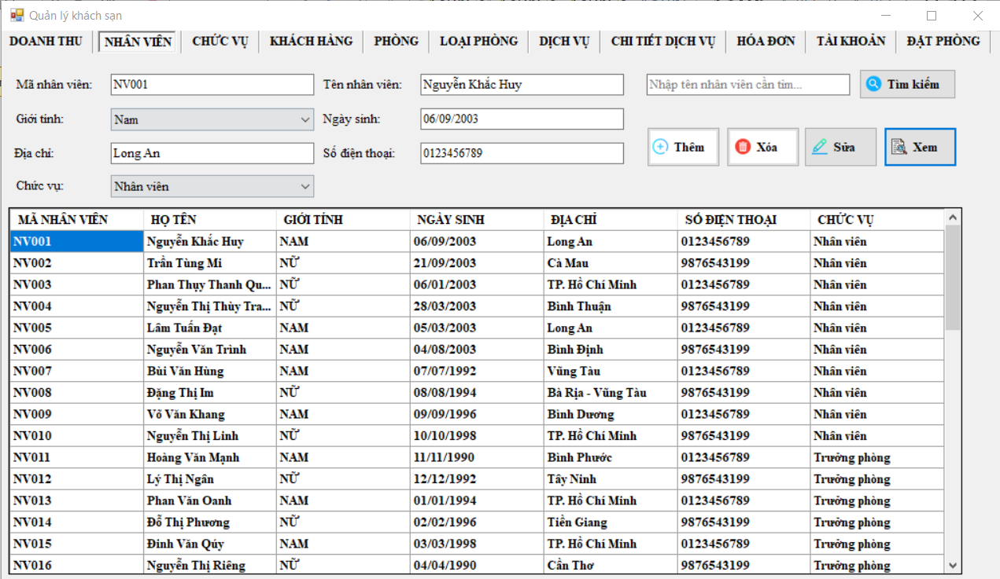 Quản lý khách sạn
DOANH THU NHÂN VIÊN CHỨC VỤ KHÁCH HÀNG PHÒNG LOẠI PHÒNG DỊCH VỤ CHI TIẾT DỊCH VỤ HÓA ĐƠN TÀI KHOẢN ĐẶT PHÒNG
Mã nhân viên: NV001 Tên nhân viên: Nguyễn Khắc Huy Nhập tên nhân viên cần tìm... Tìm kiếm
Giới tính: Nam Ngày sinh: 06/09/2003
Địa chỉ: Long An Số điện thoại: 0123456789 Thêm Xóa Sửa Xem
Chức vụ: Nhân viên
MÃ NHÂN VIÊN HỌ TÊN GIỚI TÍNH NGÀY SINH ĐỊA CHỈ SỐ ĐIỆN THOẠI CHỨC VỤ
NV001 Nguyễn Khắc Huy NAM 06/09/2003 Long An 0123456789 Nhân viên
NV002 Trần Tùng Mi NỮ 21/09/2003 Cà Mau 9876543199 Nhân viên
NV003 Phan Thụy Thanh Qu... NỮ 06/01/2003 TP. Hồ Chí Minh 0123456789 Nhân viên
NV004 Nguyễn Thị Thùy Tra... NỮ 28/03/2003 Bình Thuận 9876543199 Nhân viên
NV005 Lâm Tuấn Đạt NAM 05/03/2003 Long An 0123456789 Nhân viên
NV006 Nguyễn Văn Trình NAM 04/08/2003 Bình Định 9876543199 Nhân viên
NV007 Bùi Văn Hùng NAM 07/07/1992 Vũng Tàu 0123456789 Nhân viên
NV008 Đặng Thị Im NỮ 08/08/1994 Bà Rịa - Vũng Tàu 9876543199 Nhân viên
NV009 Võ Văn Khang NAM 09/09/1996 Bình Dương 0123456789 Nhân viên
NV010 Nguyễn Thị Linh NỮ 10/10/1998 TP. Hồ Chí Minh 9876543199 Nhân viên
NV011 Hoàng Văn Mạnh NAM 11/11/1990 Bình Phước 0123456789 Trưởng phòng
NV012 Lý Thị Ngân NỮ 12/12/1992 Tây Ninh 9876543199 Trưởng phòng
NV013 Phan Văn Oanh NAM 01/01/1994 TP. Hồ Chí Minh 0123456789 Trưởng phòng
NV014 Đỗ Thị Phương NỮ 02/02/1996 Tiền Giang 9876543199 Trưởng phòng
NV015 Đinh Văn Qúy NAM 03/03/1998 TP. Hồ Chí Minh 0123456789 Trưởng phòng
NV016 Nguyễn Thị Riêng NỮ 04/04/1990 Cần Thơ 9876543199 Trưởng phòng